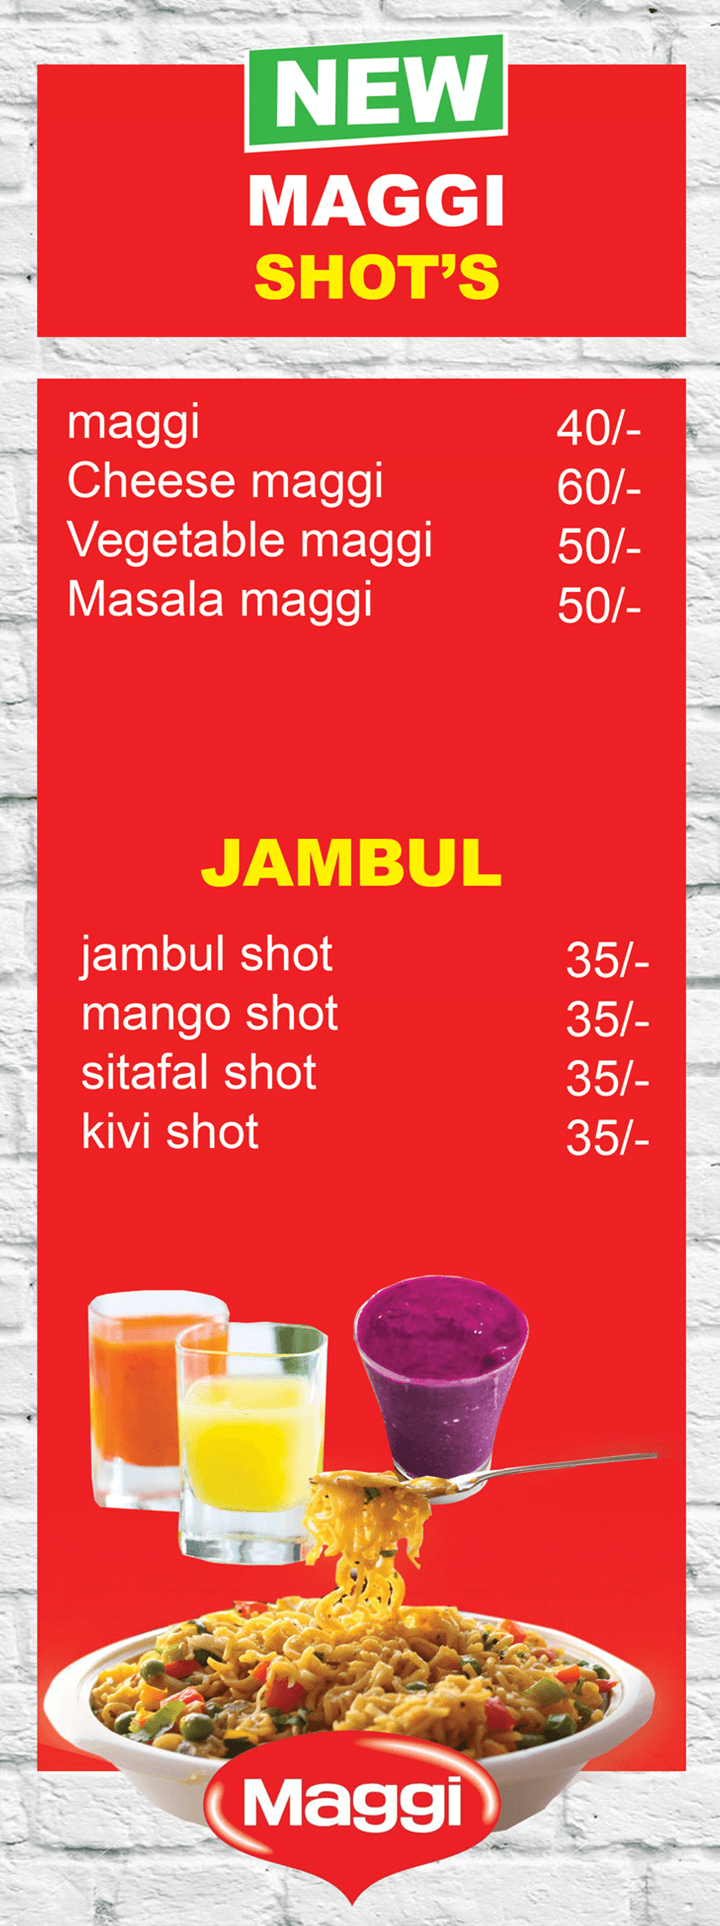 NEW
MAGGI
SHOT'S
maggi 40/-
Cheese maggi 60/-
Vegetable maggi 50/-
Masala maggi 50/-
JAMBUL
jambul shot 35/-
mango shot 35/-
sitafal shot 35/-
kivi shot 35/-
Maggi